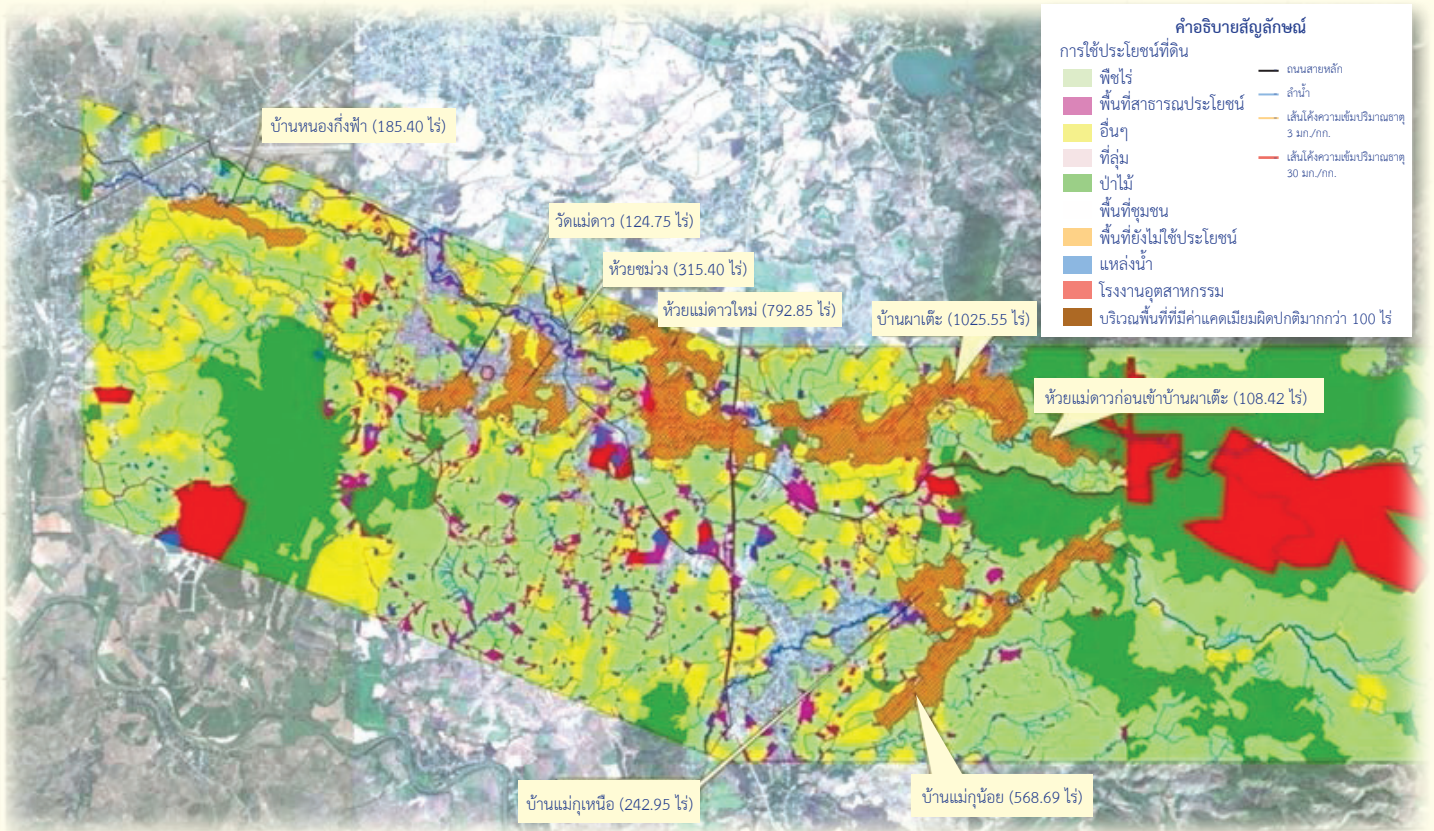 คำอธิบายสัญลักษณ์
การใช้ประโยชน์ที่ดิน
พืชไร่
พื้นที่สาธารณประโยชน์
อื่นๆ
ที่ลุ่ม
ป่าไม้
พื้นที่ชุมชน
พื้นที่ยังไม่ใช้ประโยชน์
แหล่งน้ำ
โรงงานอุตสาหกรรม
บริเวณพื้นที่ที่มีค่าแคดเมียมผิดปกติมากกว่า 100 ไร่
ถนนสายหลัก
ลำน้ำ
เส้นโค้งความเข้มปริมาณธาตุ
3 มก./กก.
เส้นโค้งความเข้มปริมาณธาตุ
30 มก./กก.
บ้านหนองกึ่งฟ้า (185.40 ไร่)
วัดแม่ดาว (124.75 ไร่)
ห้วยชม่วง (315.40 ไร่)
ห้วยแม่ดาวใหม่ (792.85 ไร่)
บ้านผาเต๊ะ (1025.55 ไร่)
ห้วยแม่ดาวก่อนเข้าบ้านผาเต๊ะ (108.42 ไร่)
บ้านแม่กุเหนือ (242.95 ไร่)
บ้านแม่กุน้อย (568.69 ไร่)